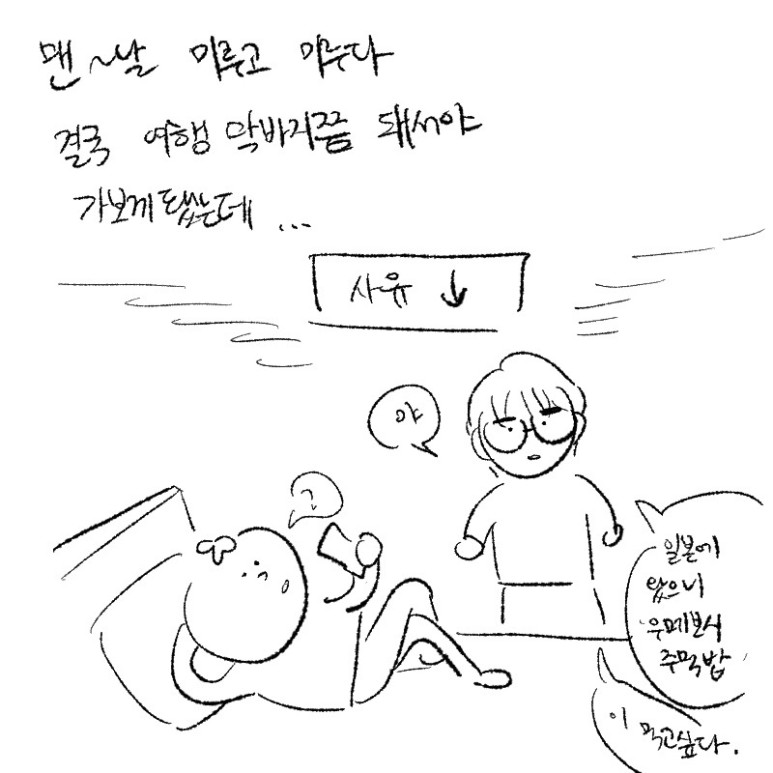 맨~날 미루고 미루다
결국 여행 막바지쯤 돼서야
가보게 됐는데...
사유 ↓
야
?
일본에
왔으니
우메보시
주먹밥
이 먹고싶다.